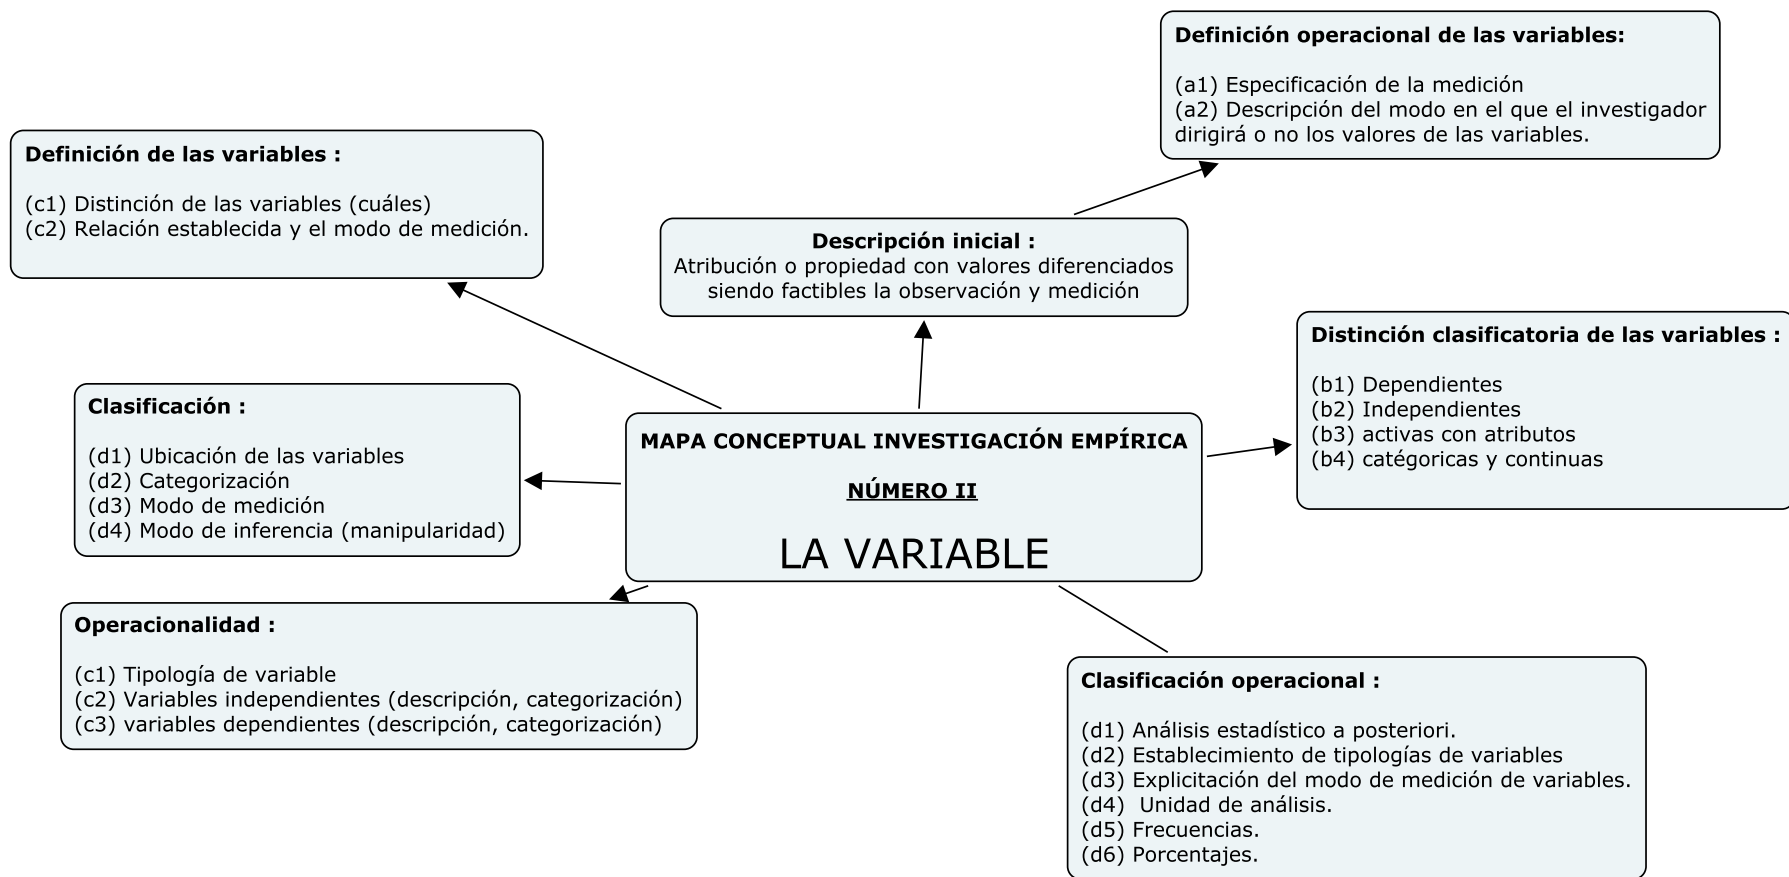 Definición operacional de las variables:
(a1) Especificación de la medición
(a2) Descripción del modo en el que el investigador
dirigirá o no los valores de las variables.
Definición de las variables :
(c1) Distinción de las variables (cuáles)
(c2) Relación establecida y el modo de medición.
Descripción inicial :
Atribución o propiedad con valores diferenciados
siendo factibles la observación y medición
Distinción clasificatoria de las variables :
(b1) Dependientes
(b2) Independientes
(b3) activas con atributos
(b4) catégoricas y continuas
Clasificación :
(d1) Ubicación de las variables
(d2) Categorización
(d3) Modo de medición
(d4) Modo de inferencia (manipularidad)
MAPA CONCEPTUAL INVESTIGACIÓN EMPÍRICA
NÚMERO II
LA VARIABLE
Operacionalidad :
(c1) Tipología de variable
(c2) Variables independientes (descripción, categorización)
(c3) variables dependientes (descripción, categorización)
Clasificación operacional :
(d1) Análisis estadístico a posteriori.
(d2) Establecimiento de tipologías de variables
(d3) Explicitación del modo de medición de variables.
(d4)  Unidad de análisis.
(d5) Frecuencias.
(d6) Porcentajes.